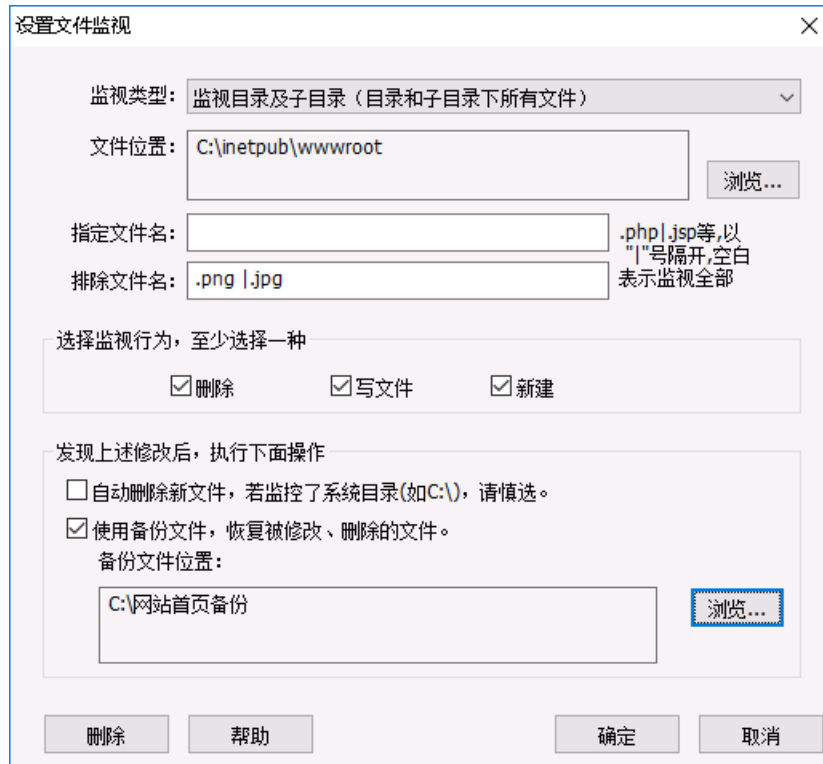 设置文件监视
监视类型：
监视目录及子目录（目录和子目录下所有文件）
文件位置：
C:\inetpub\wwwroot
浏览...
指定文件名：
.php|.jsp等,以
"|"号隔开,空白
表示监视全部
排除文件名：
.png |.jpg
选择监视行为，至少选择一种
删除
写文件
新建
发现上述修改后，执行下面操作
自动删除新文件，若监控了系统目录(如C:\)，请慎选。
使用备份文件，恢复被修改、删除的文件。
备份文件位置：
C:\网站首页备份
浏览...
删除
帮助
确定
取消